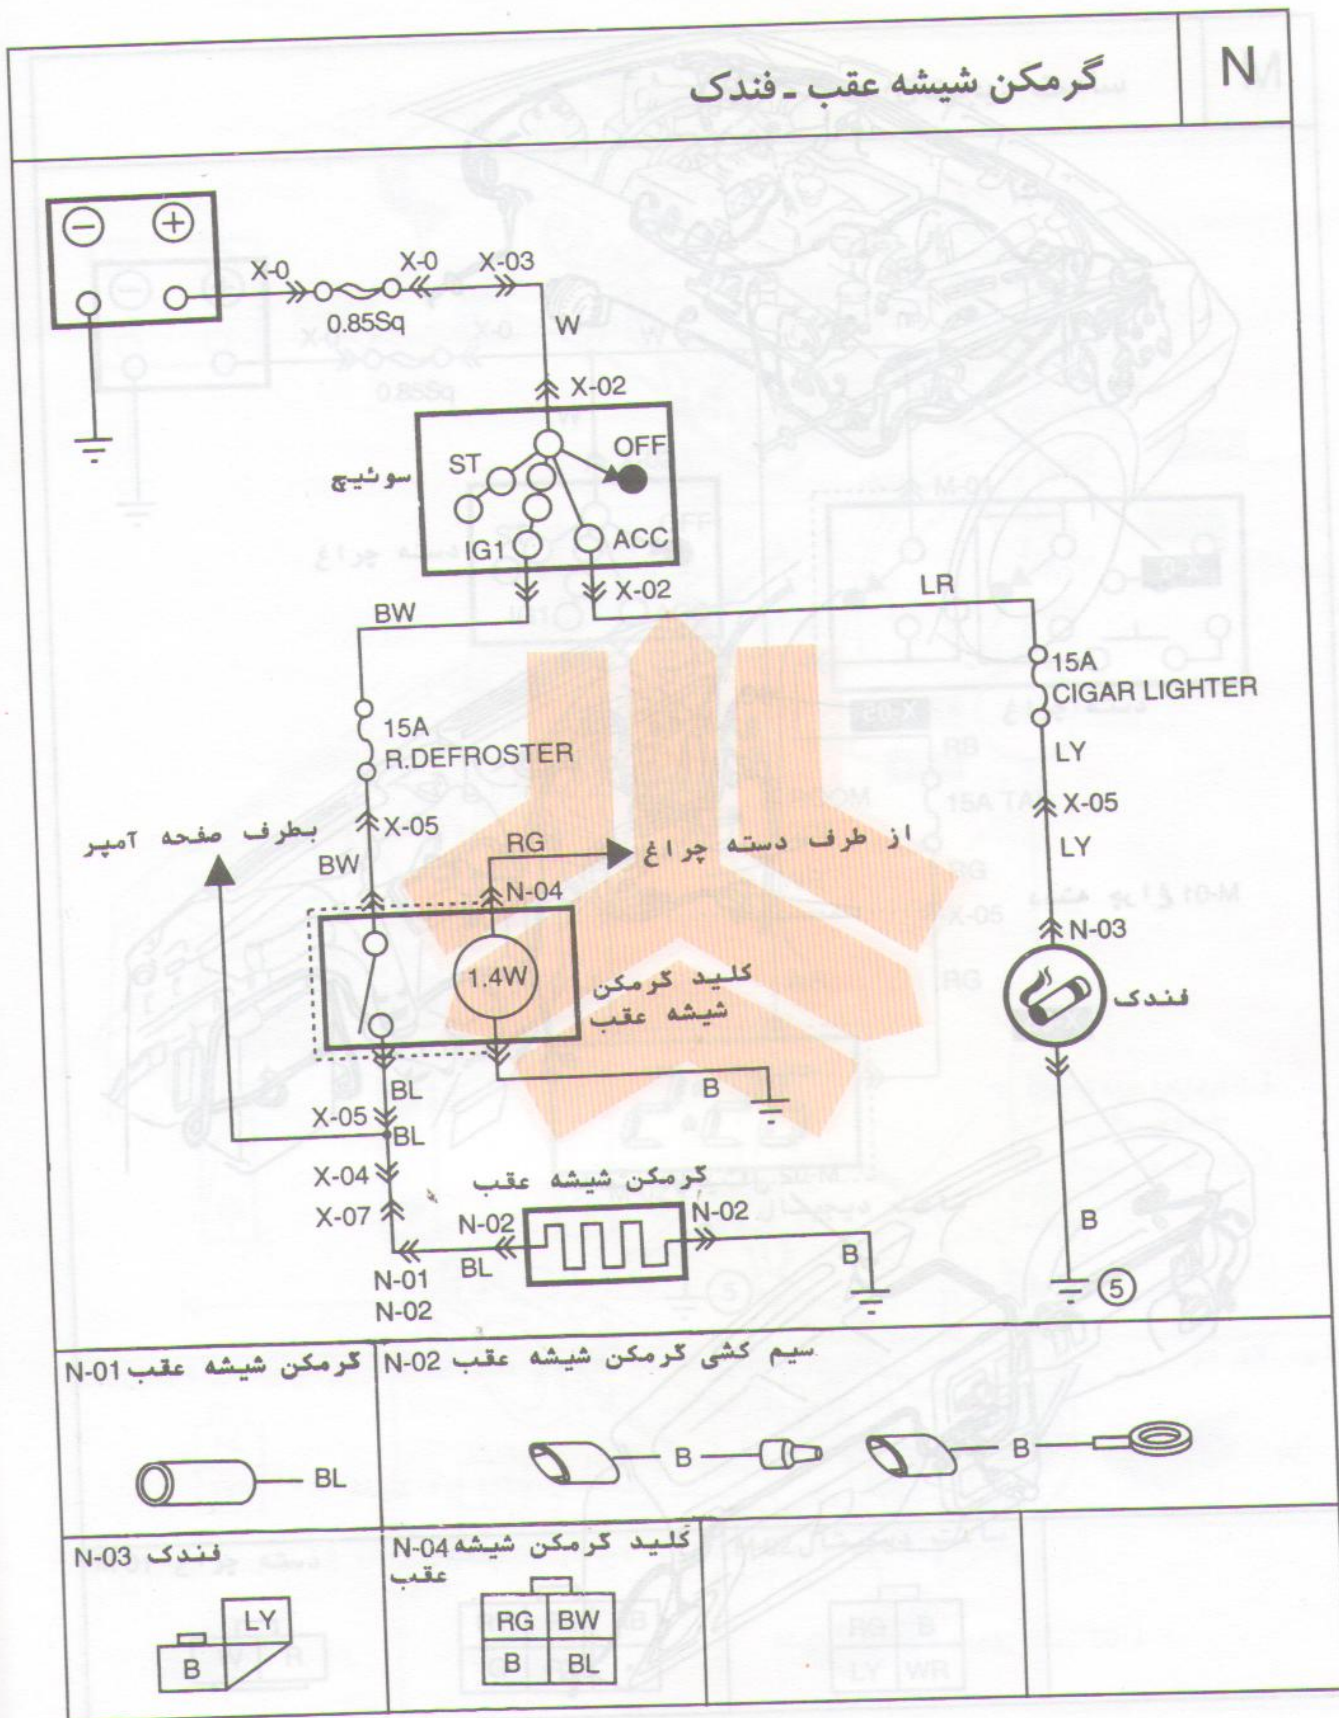 گرمکن شیشه عقب ـ فندک
N
X-0
X-0
X-03
0.85Sq
W
X-02
سوئیچ
ST
OFF
IG1
ACC
X-02
BW
LR
15A
R.DEFROSTER
15A
CIGAR LIGHTER
LY
X-05
LY
N-03
فندک
X-05
بطرف صفحه آمپر
BW
RG
از طرف دسته چراغ
N-04
1.4W
کلید گرمکن
شیشه عقب
BL
B
X-05
BL
X-04
X-07
گرمکن شیشه عقب
N-02
N-02
BL
B
N-01
N-02
B
5
N-01 گرمکن شیشه عقب
BL
N-02 سیم کشی گرمکن شیشه عقب
B
B
N-03 فندک
LY
B
N-04 کلید گرمکن شیشه
عقب
RG BW
B BL